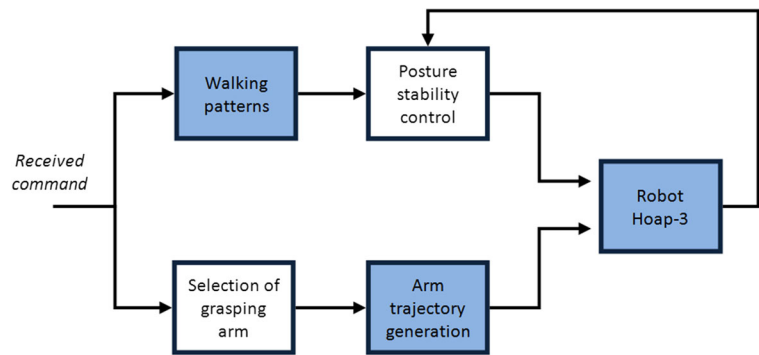 Walking
patterns
Posture
stability
control
Received
command
Robot
Hoap-3
Selection of
grasping
arm
Arm
trajectory
generation